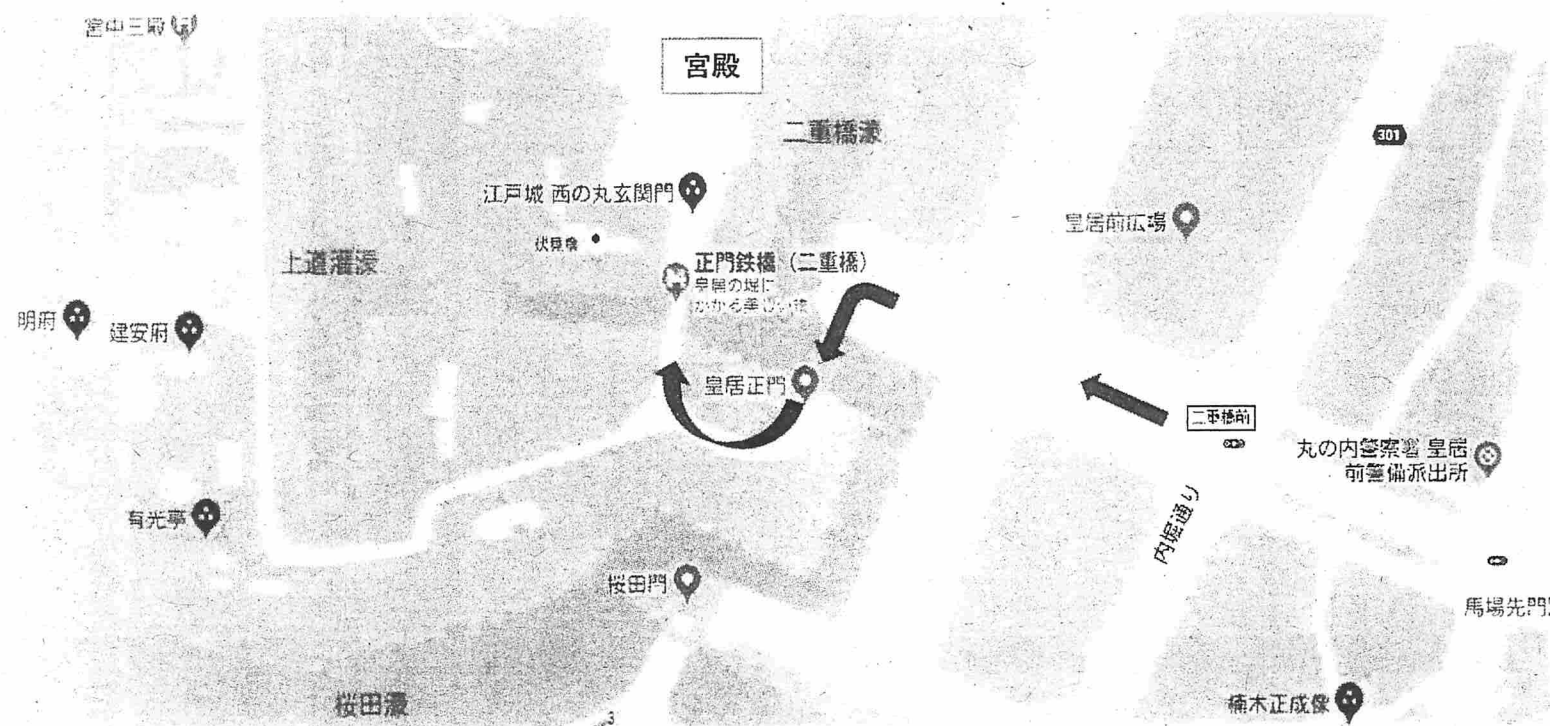 宮中三殿
宮殿
二重橋濠
301
江戸城 西の丸玄関門
皇居前広場
伏見櫓
上道灌濠
正門鉄橋（二重橋）
皇居の堀に
かかる美しい橋
明府
建安府
皇居正門
二重橋前
丸の内警察署 皇居
前警備派出所
内堀通り
有光亭
桜田門
馬場先門
楠木正成像
桜田濠
3